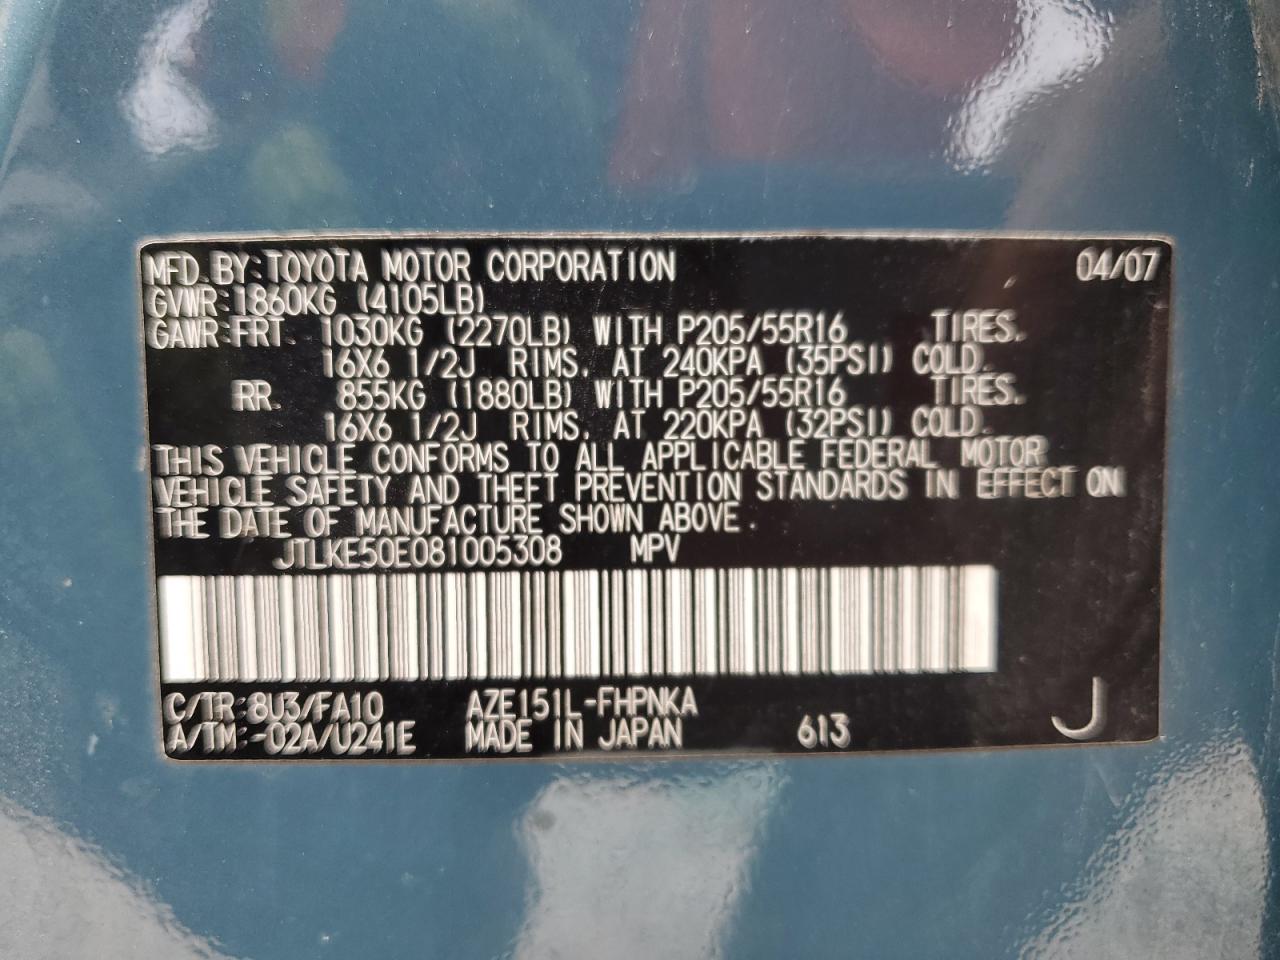 MFD. BY: TOYOTA MOTOR CORPORATION 04/07
GVWR: 1860KG (4105LB)
GAWR: FRT. 1030KG (2270LB) WITH P205/55R16 TIRES.
16X6 1/2J RIMS. AT 240KPA (35PSI) COLD.
RR. 855KG (1880LB) WITH P205/55R16 TIRES.
16X6 1/2J RIMS. AT 220KPA (32PSI) COLD.
THIS VEHICLE CONFORMS TO ALL APPLICABLE FEDERAL MOTOR
VEHICLE SAFETY AND THEFT PREVENTION STANDARDS IN EFFECT ON
THE DATE OF MANUFACTURE SHOWN ABOVE.
JTLKE50E081005308 MPV
C/TR: 8U3/FA10 AZE151L-FHPNKA
A/TM: -02A/U241E MADE IN JAPAN 613 J